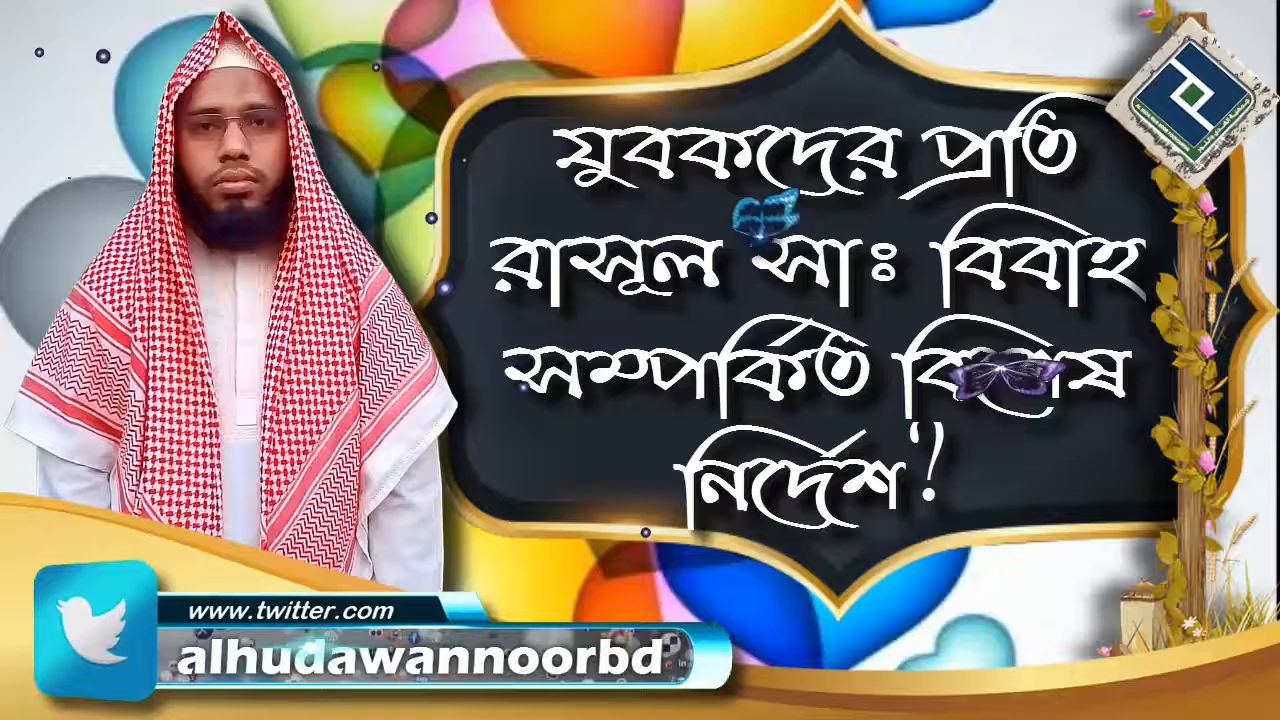 যুবকদের প্রতি
রাসূল সাঃ বিবাহ
সম্পর্কিত বিশেষ
নির্দেশ?
www.twitter.com
alhudawannoorbd